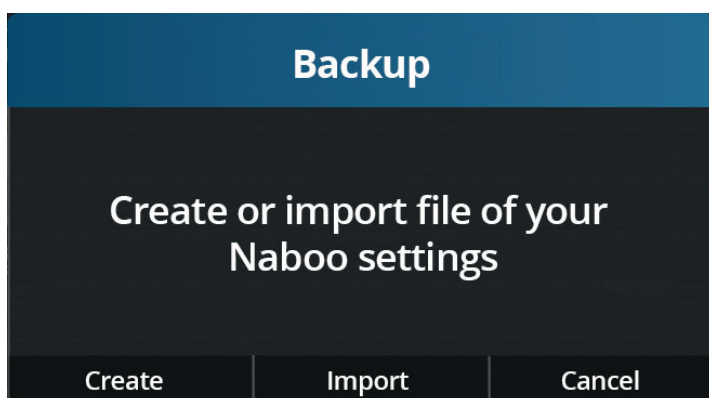 Backup
Create or import file of your
Naboo settings
Create Import Cancel